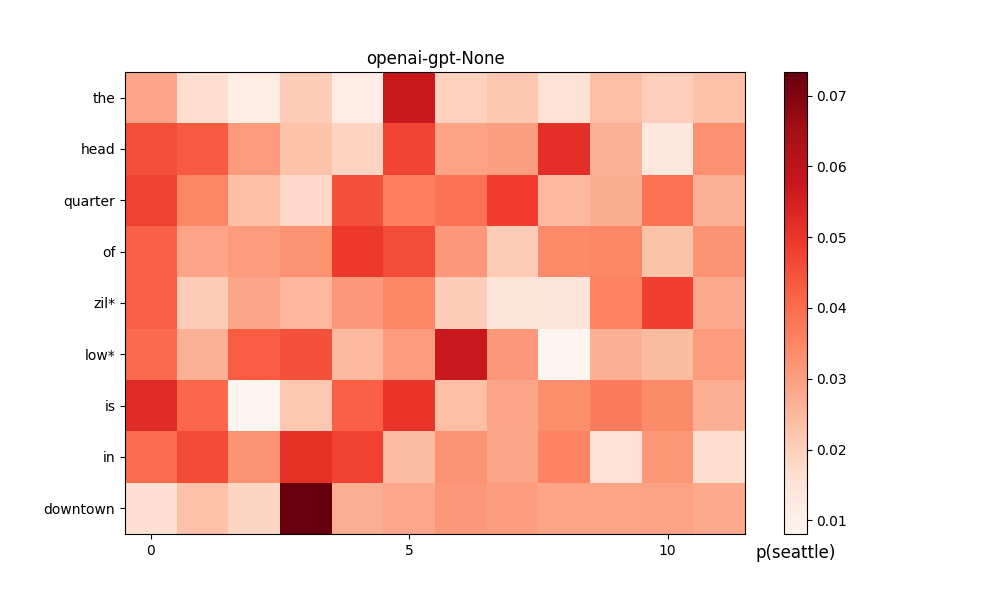 openai-gpt-None
the
head
quarter
of
zil*
low*
is
in
downtown
0 5 10
0.07
0.06
0.05
0.04
0.03
0.02
0.01
p(seattle)